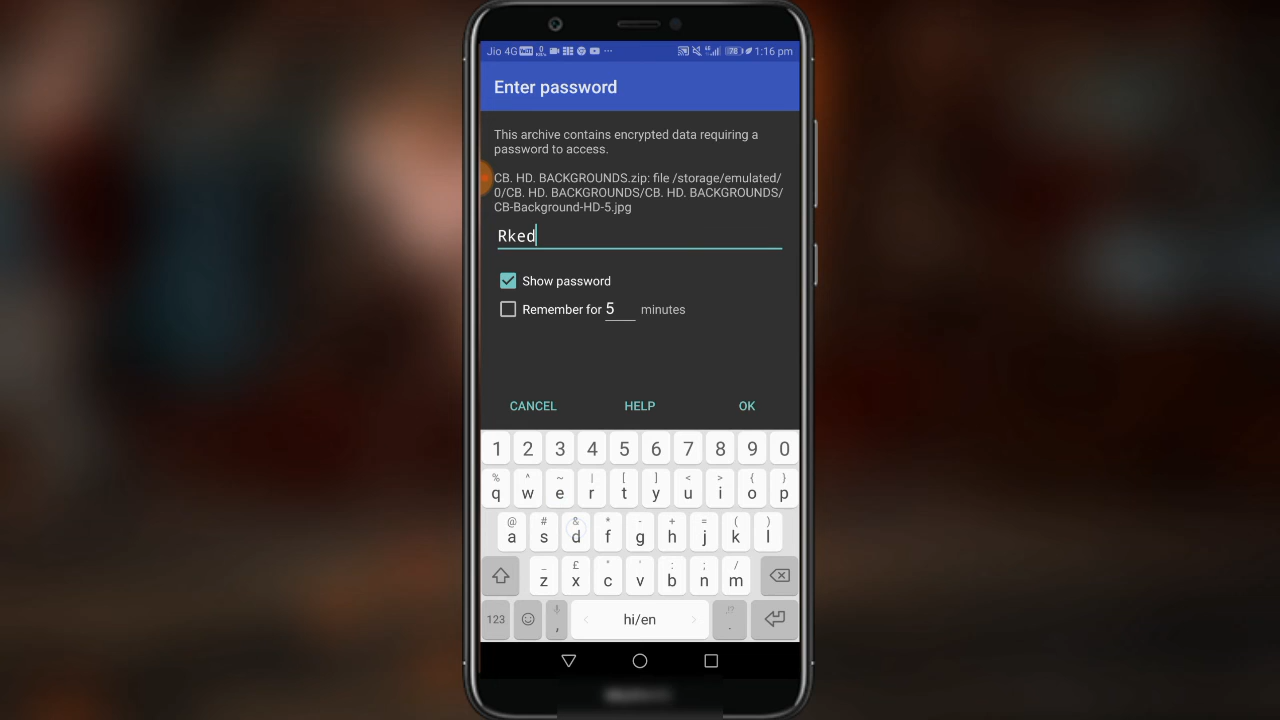 Jio 4G 78 1:16 pm
Enter password
This archive contains encrypted data requiring a
password to access.
CB. HD. BACKGROUNDS.zip: file /storage/emulated/
0/CB. HD. BACKGROUNDS/CB. HD. BACKGROUNDS/
CB-Background-HD-5.jpg
Rked
Show password
Remember for 5 minutes
CANCEL HELP OK
1 2 3 4 5 6 7 8 9 0
% ^ ~ | [ ] < > { }
q w e r t y u i o p
@ # & * - + = ( )
a s d f g h j k l
_ £ " ' : ; /
z x c v b n m
123 , hi/en .